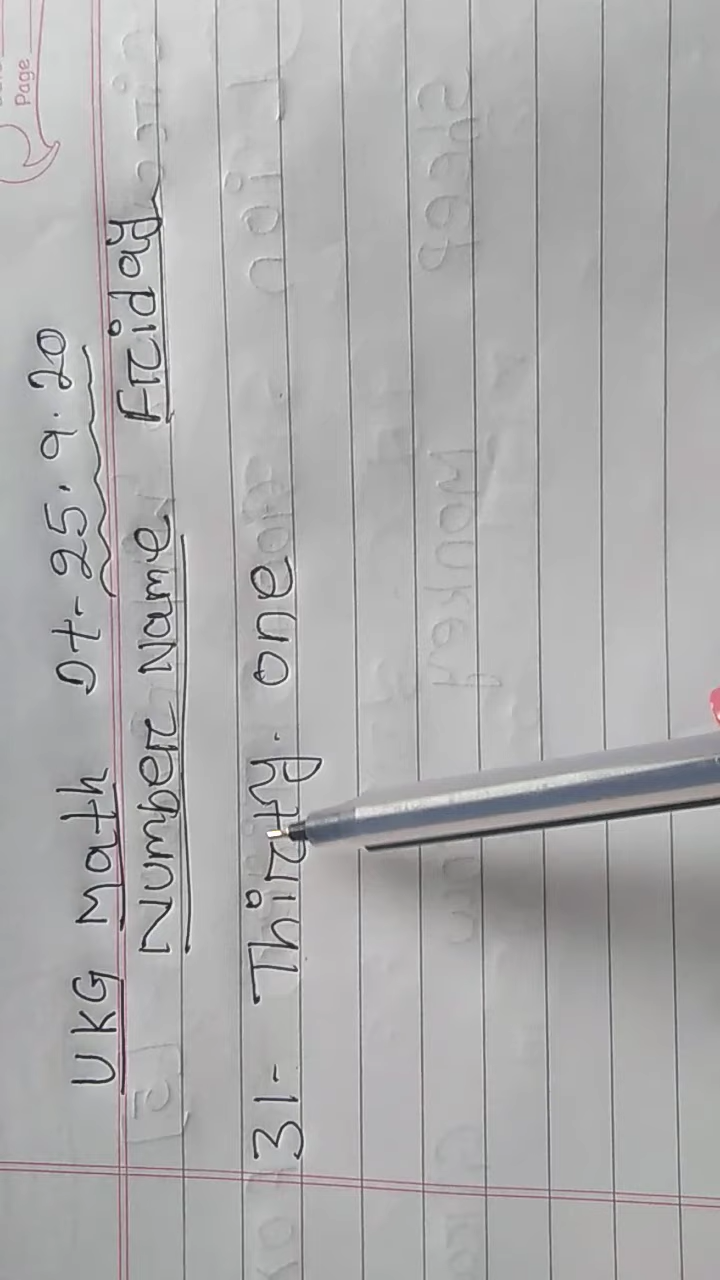 Page
UKG Math Dt- 25.9.20
Number Name Friday
31- Thirty. one